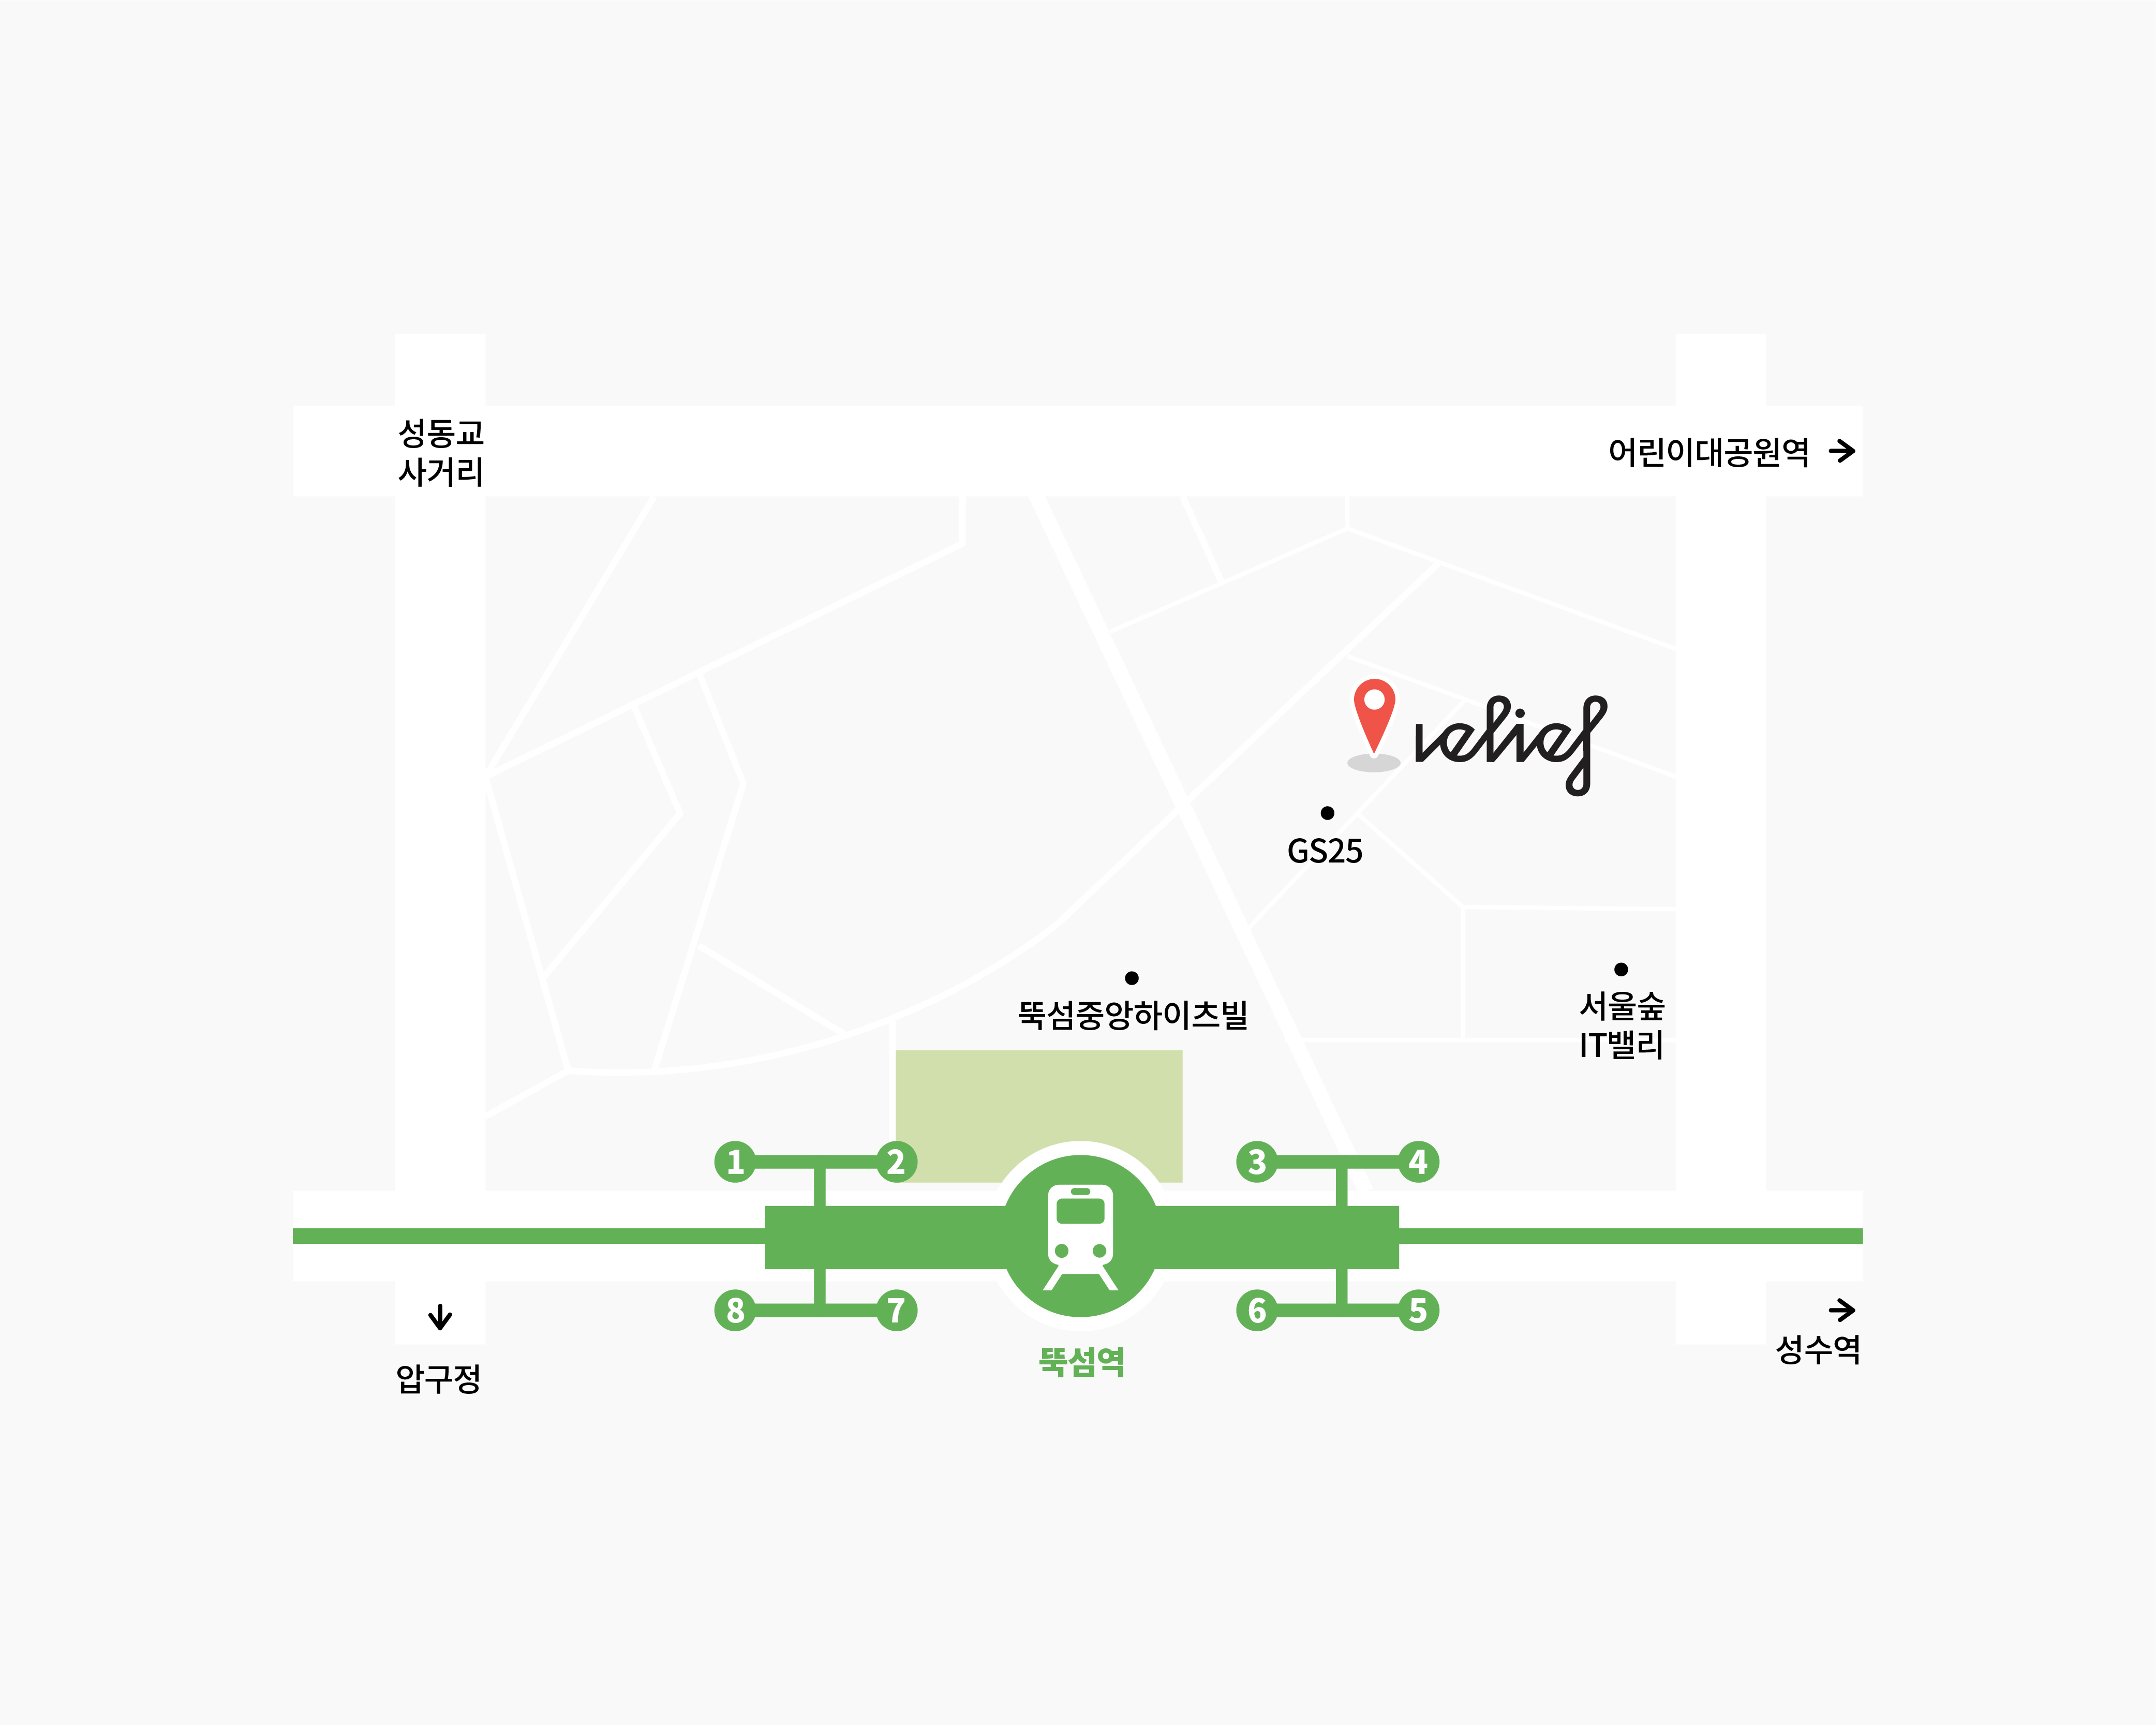 성동교
사거리
어린이대공원역
velief
GS25
뚝섬중앙하이츠빌
서울숲
IT밸리
1
2
3
4
8
7
6
5
뚝섬역
압구정
성수역